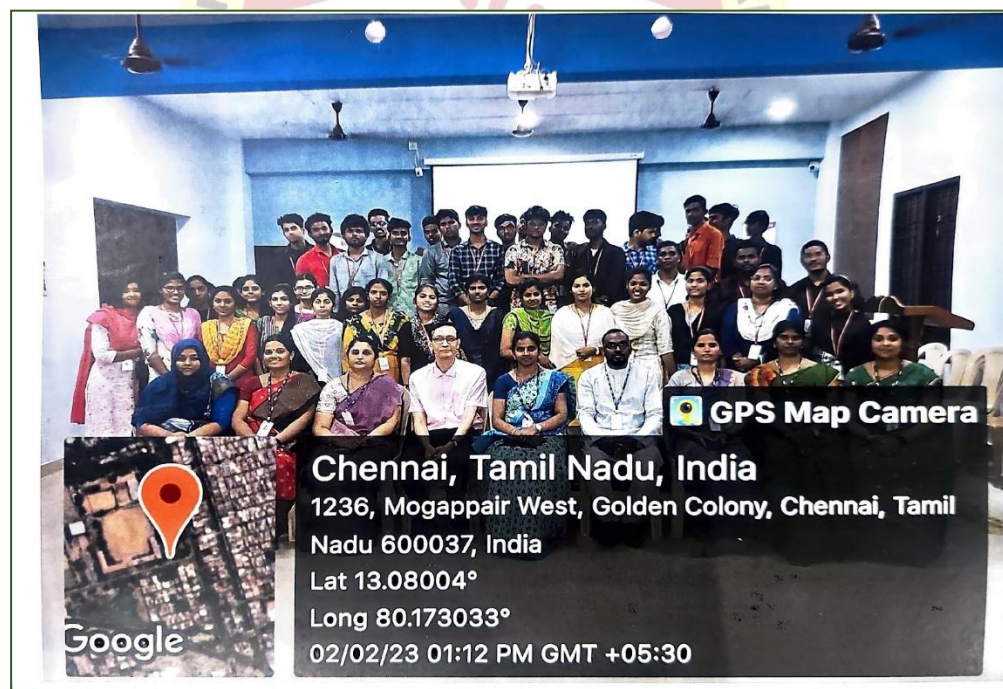 GPS Map Camera
Chennai, Tamil Nadu, India
1236, Mogappair West, Golden Colony, Chennai, Tamil
Nadu 600037, India
Lat 13.08004°
Long 80.173033°
02/02/23 01:12 PM GMT +05:30
Google